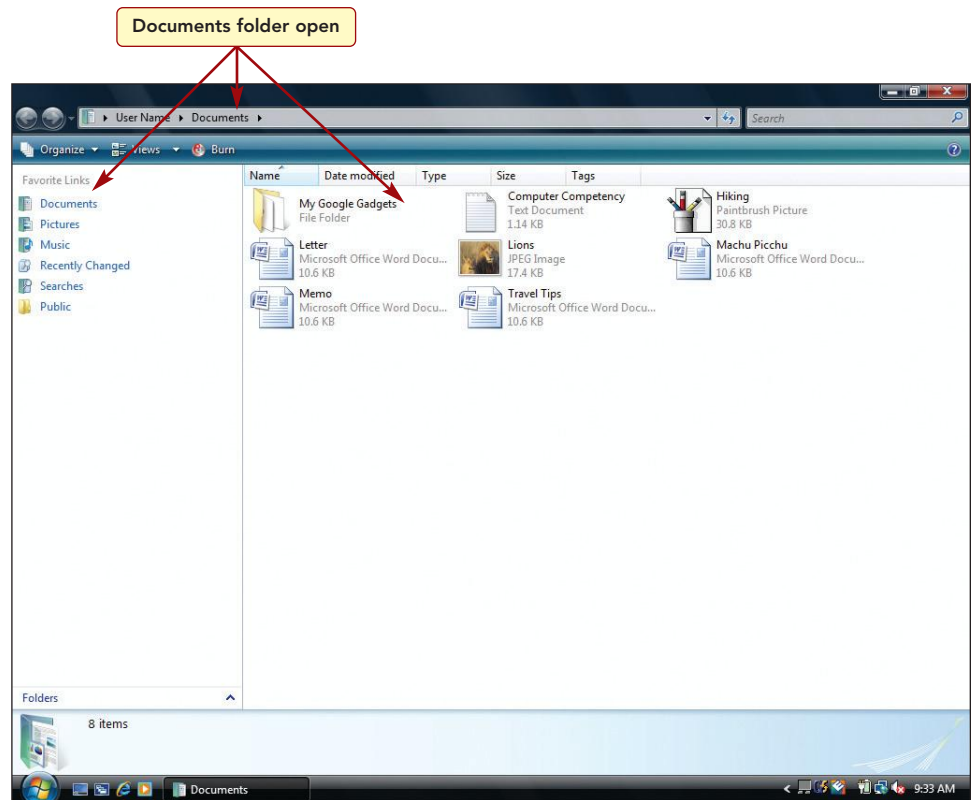 Documents folder open
User Name Documents
Search
Organize Views Burn
Favorite Links
Documents
Pictures
Music
Recently Changed
Searches
Public
Name Date modified Type Size Tags
My Google Gadgets
File Folder
Computer Competency
Text Document
1.14 KB
Hiking
Paintbrush Picture
30.8 KB
Letter
Microsoft Office Word Docu...
10.6 KB
Lions
JPEG Image
17.4 KB
Machu Picchu
Microsoft Office Word Docu...
10.6 KB
Memo
Microsoft Office Word Docu...
10.6 KB
Travel Tips
Microsoft Office Word Docu...
10.6 KB
Folders
8 items
Documents
9:33 AM